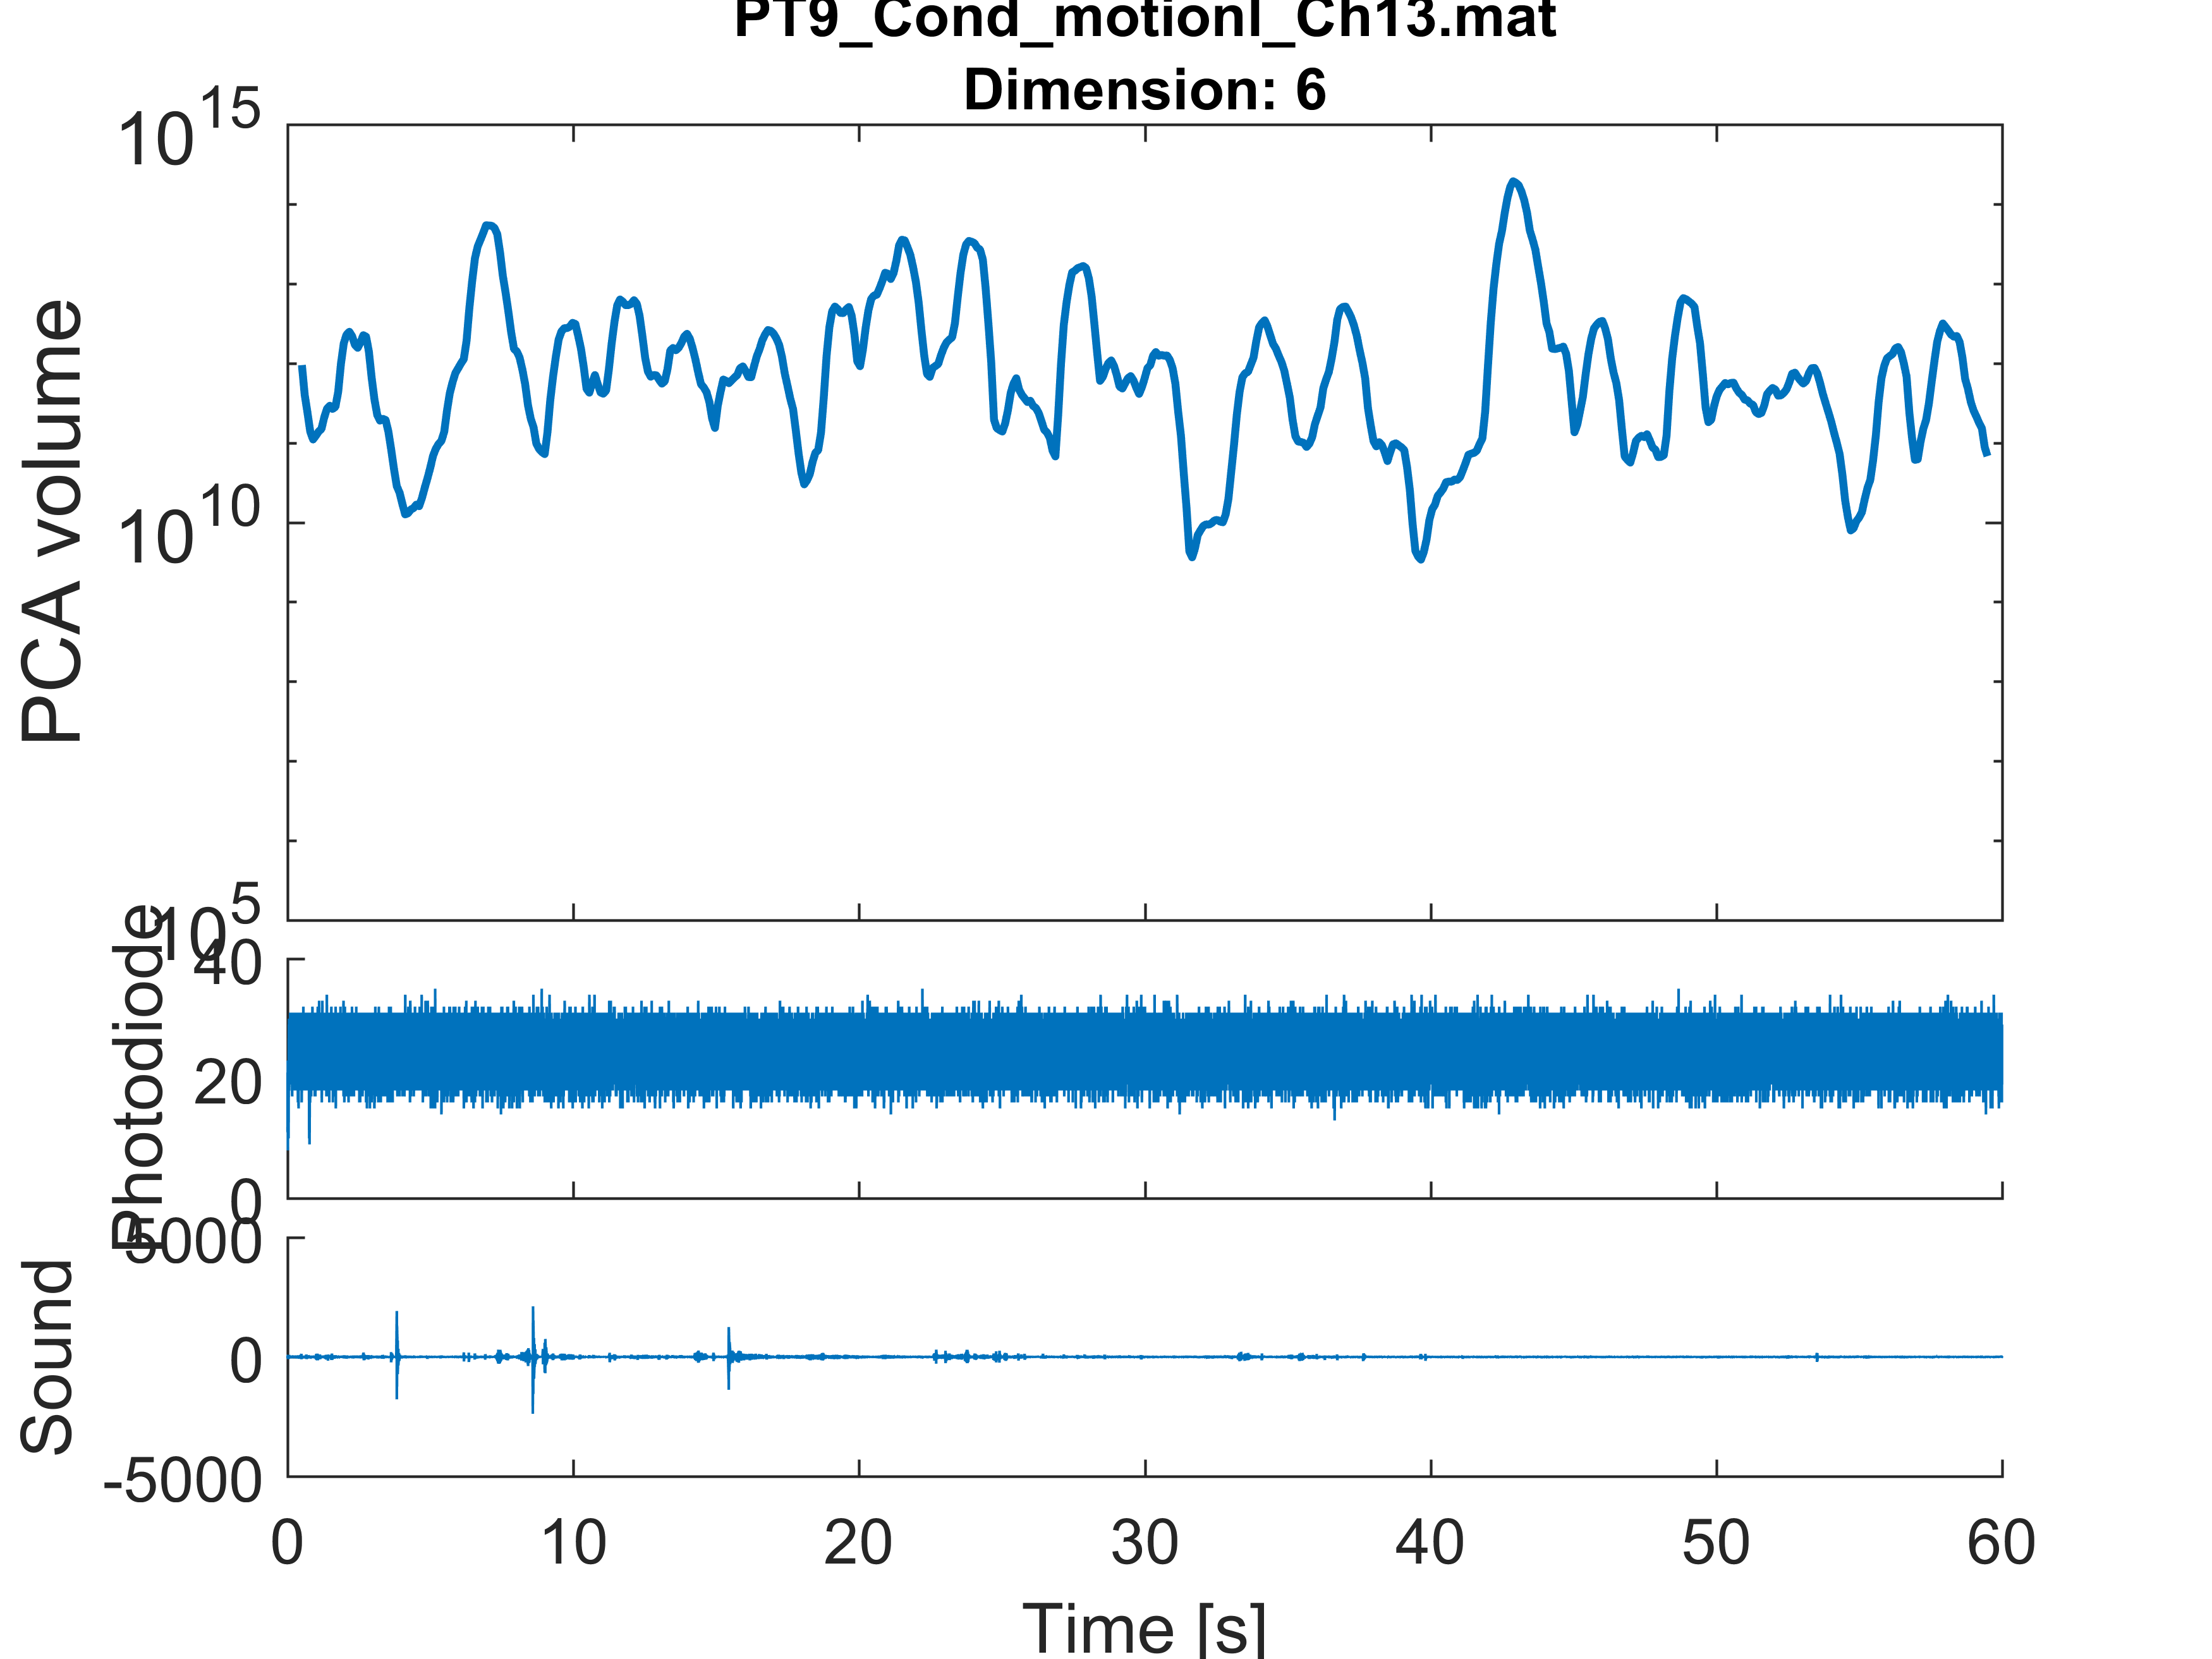 PT9_Cond_motionI_Ch13.mat
Dimension: 6
10^15
10^10
10^5
PCA volume
40
20
0
Photodiode
5000
0
-5000
Sound
0 10 20 30 40 50 60
Time [s]